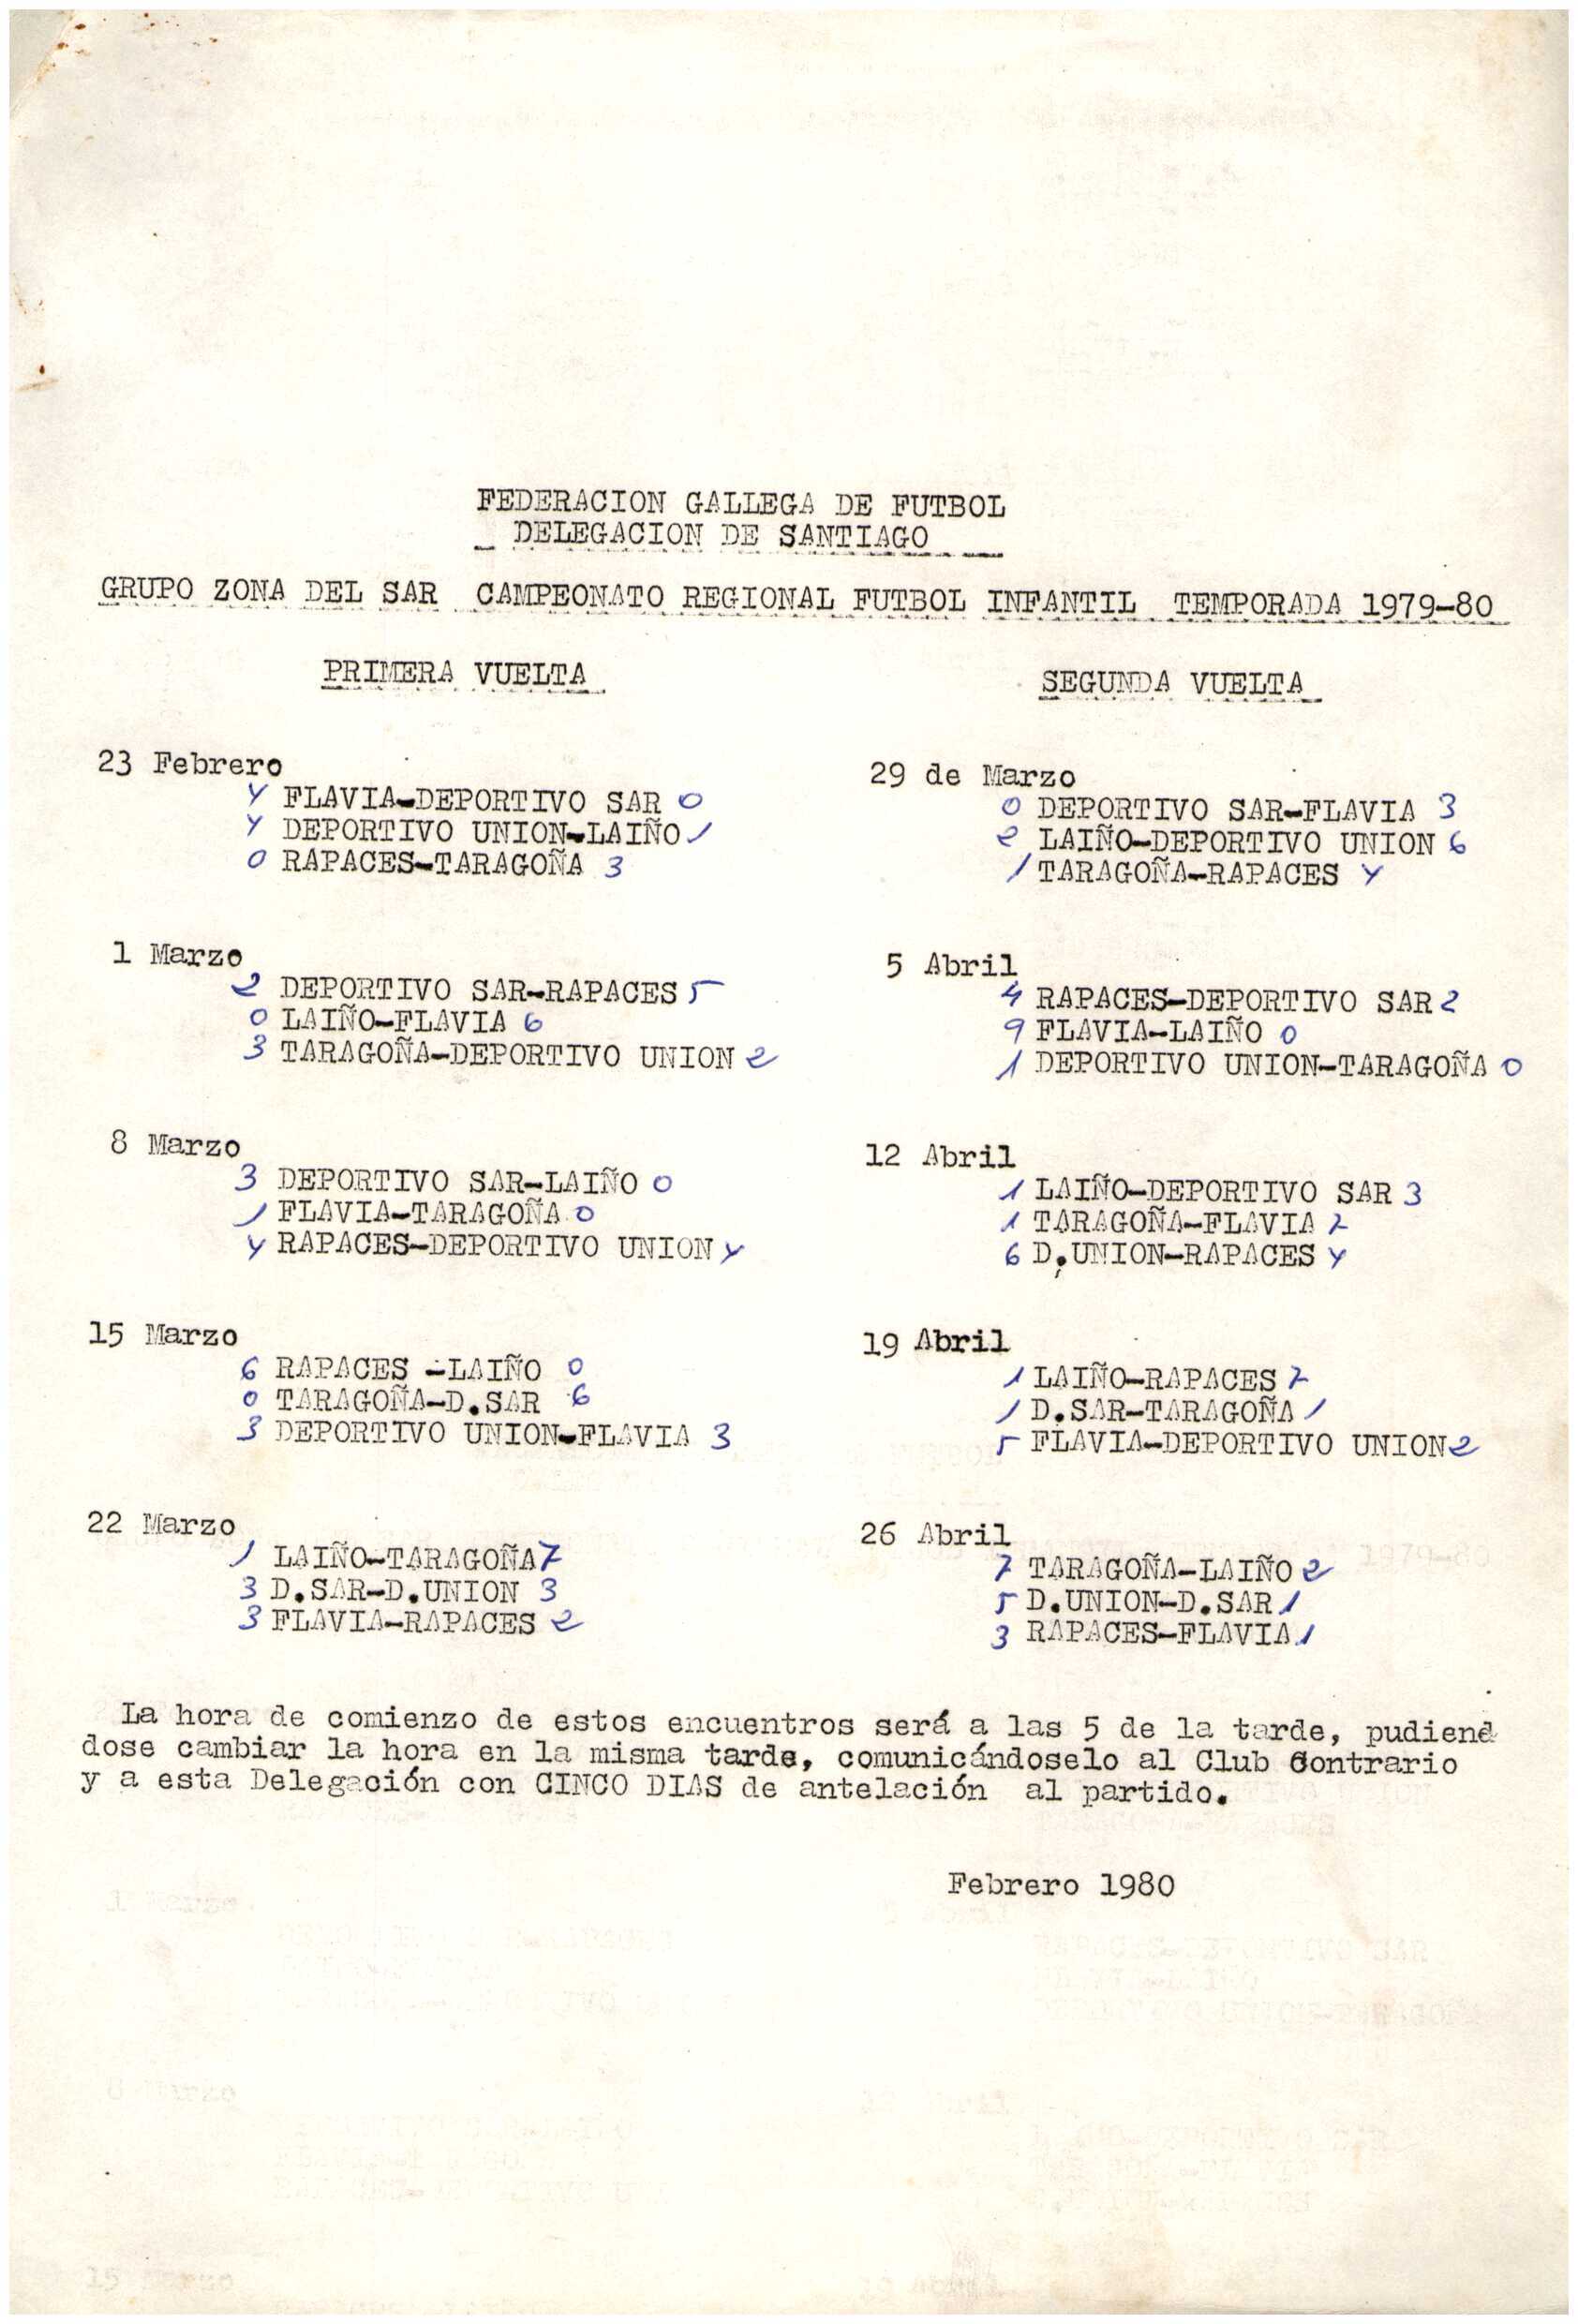 FEDERACION GALLEGA DE FUTBOL
DELEGACION DE SANTIAGO
GRUPO ZONA DEL SAR CAMPEONATO REGIONAL FUTBOL INFANTIL TEMPORADA 1979-80
PRIMERA VUELTA
23 Febrero
4 FLAVIA-DEPORTIVO SAR 0
4 DEPORTIVO UNION-LAIÑO 1
0 RAPACES-TARAGOÑA 3
1 Marzo
2 DEPORTIVO SAR-RAPACES 5
0 LAIÑO-FLAVIA 6
3 TARAGOÑA-DEPORTIVO UNION 2
8 Marzo
3 DEPORTIVO SAR-LAIÑO 0
1 FLAVIA-TARAGOÑA 0
4 RAPACES-DEPORTIVO UNION 4
15 Marzo
6 RAPACES -LAIÑO 0
0 TARAGOÑA-D.SAR 6
3 DEPORTIVO UNION-FLAVIA 3
22 Marzo
1 LAIÑO-TARAGOÑA 7
3 D.SAR-D.UNION 3
3 FLAVIA-RAPACES 2
SEGUNDA VUELTA
29 de Marzo
0 DEPORTIVO SAR-FLAVIA 3
2 LAIÑO-DEPORTIVO UNION 6
1 TARAGOÑA-RAPACES 4
5 Abril
4 RAPACES-DEPORTIVO SAR 2
9 FLAVIA-LAIÑO 0
1 DEPORTIVO UNION-TARAGOÑA 0
12 Abril
1 LAIÑO-DEPORTIVO SAR 3
1 TARAGOÑA-FLAVIA 7
6 D.UNION-RAPACES 4
19 Abril
1 LAIÑO-RAPACES 7
1 D.SAR-TARAGOÑA 1
5 FLAVIA-DEPORTIVO UNION 2
26 Abril
7 TARAGOÑA-LAIÑO 2
5 D.UNION-D.SAR 1
3 RAPACES-FLAVIA 1
La hora de comienzo de estos encuentros será a las 5 de la tarde, pudiend
dose cambiar la hora en la misma tarde, comunicándoselo al Club Contrario
y a esta Delegación con CINCO DIAS de antelación al partido.
Febrero 1980